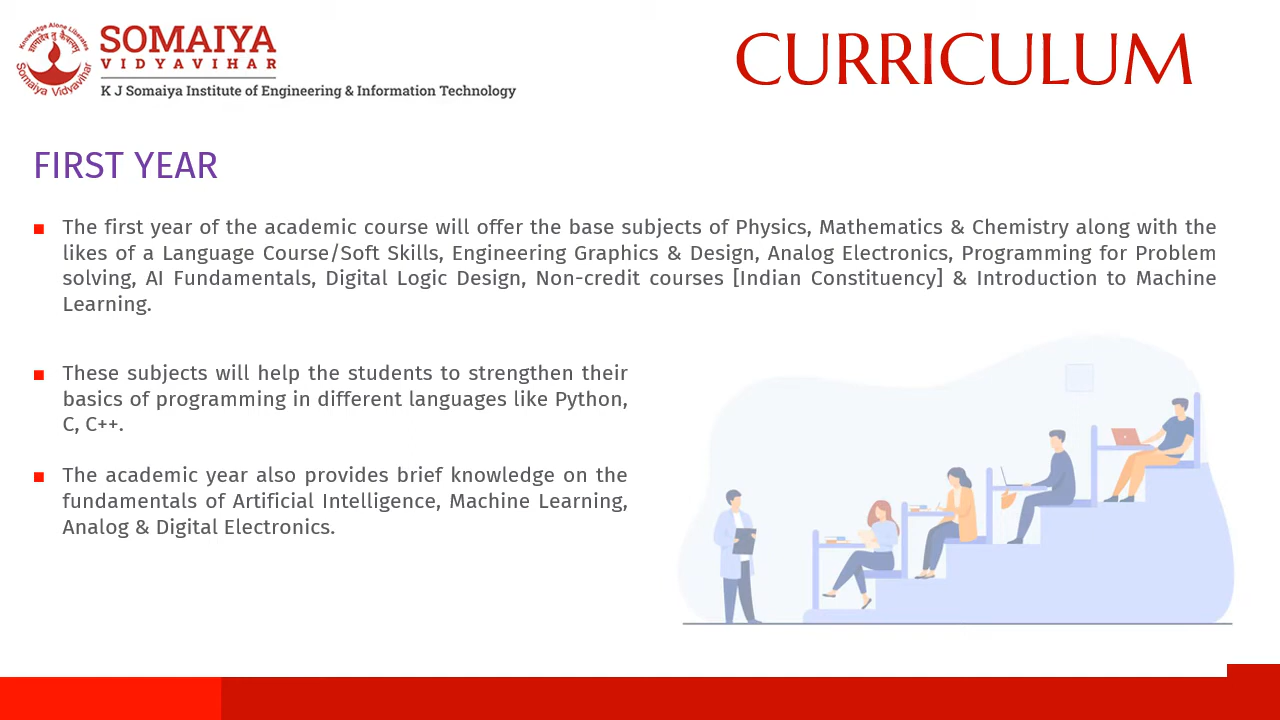 Knowledge Alone Liberates
Somaiya Vidyavihar
SOMAIYA
VIDYAVIHAR
K J Somaiya Institute of Engineering & Information Technology
CURRICULUM
FIRST YEAR
The first year of the academic course will offer the base subjects of Physics, Mathematics & Chemistry along with the
likes of a Language Course/Soft Skills, Engineering Graphics & Design, Analog Electronics, Programming for Problem
solving, AI Fundamentals, Digital Logic Design, Non-credit courses [Indian Constituency] & Introduction to Machine
Learning.
These subjects will help the students to strengthen their
basics of programming in different languages like Python,
C, C++.
The academic year also provides brief knowledge on the
fundamentals of Artificial Intelligence, Machine Learning,
Analog & Digital Electronics.